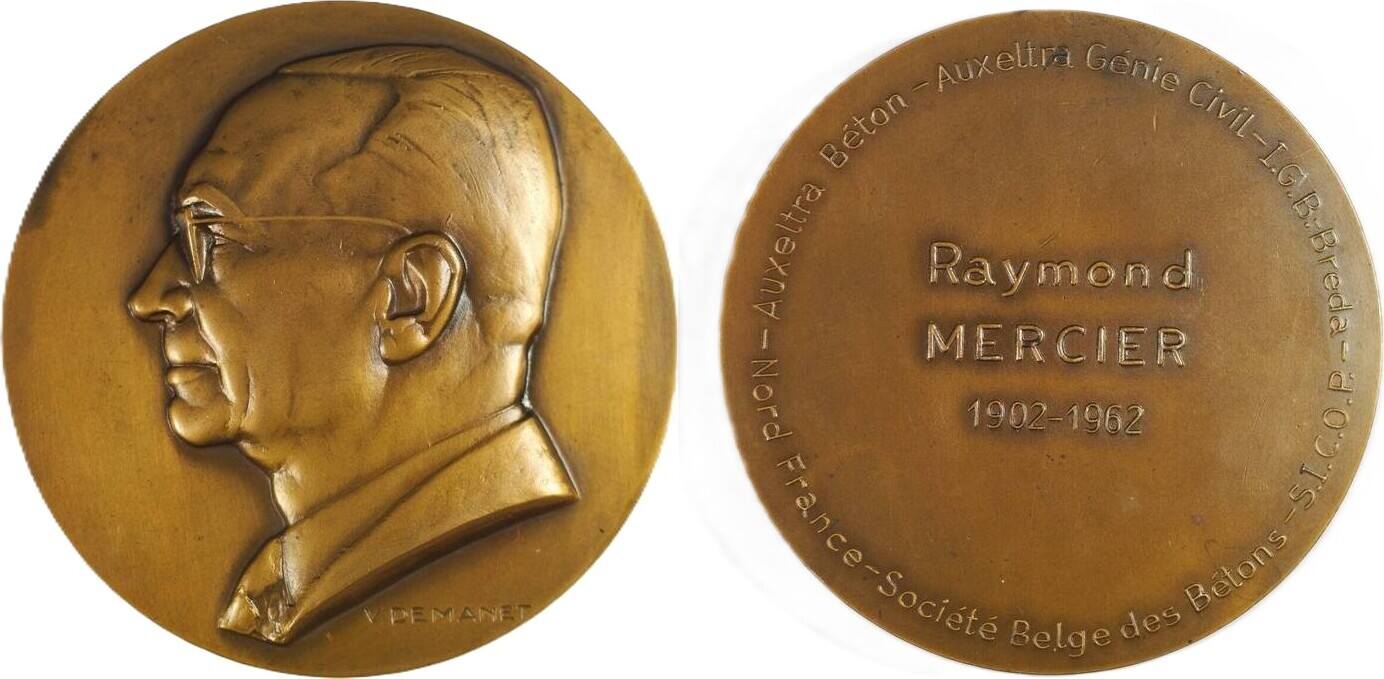 V. DEMANET
Raymond
MERCIER
1902-1962
Auxeltra Béton - Auxeltra Génie Civil - I.G.B.-Breda - S.I.C.O.P. - Société Belge des Bétons - Nord France -